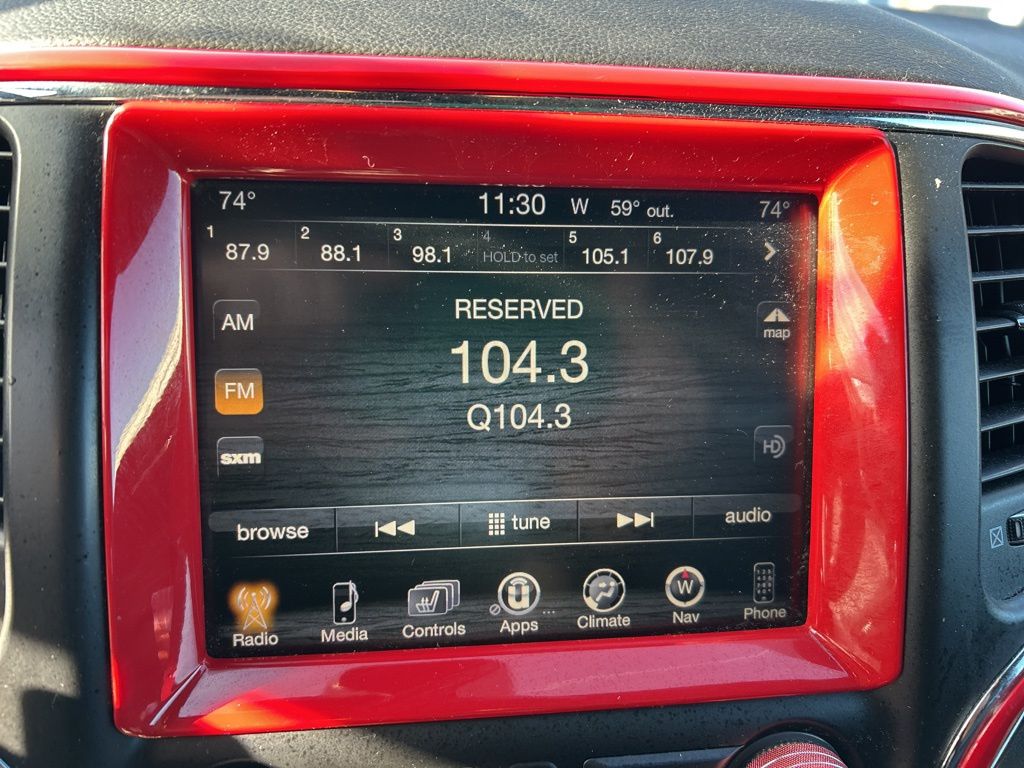 74° 11:30 W 59° out. 74°
1 87.9 2 88.1 3 98.1 4 HOLD to set 5 105.1 6 107.9
RESERVED
AM
map
104.3
FM
Q104.3
HD
sxm
browse tune audio
Radio Media Controls Apps Climate W Nav Phone